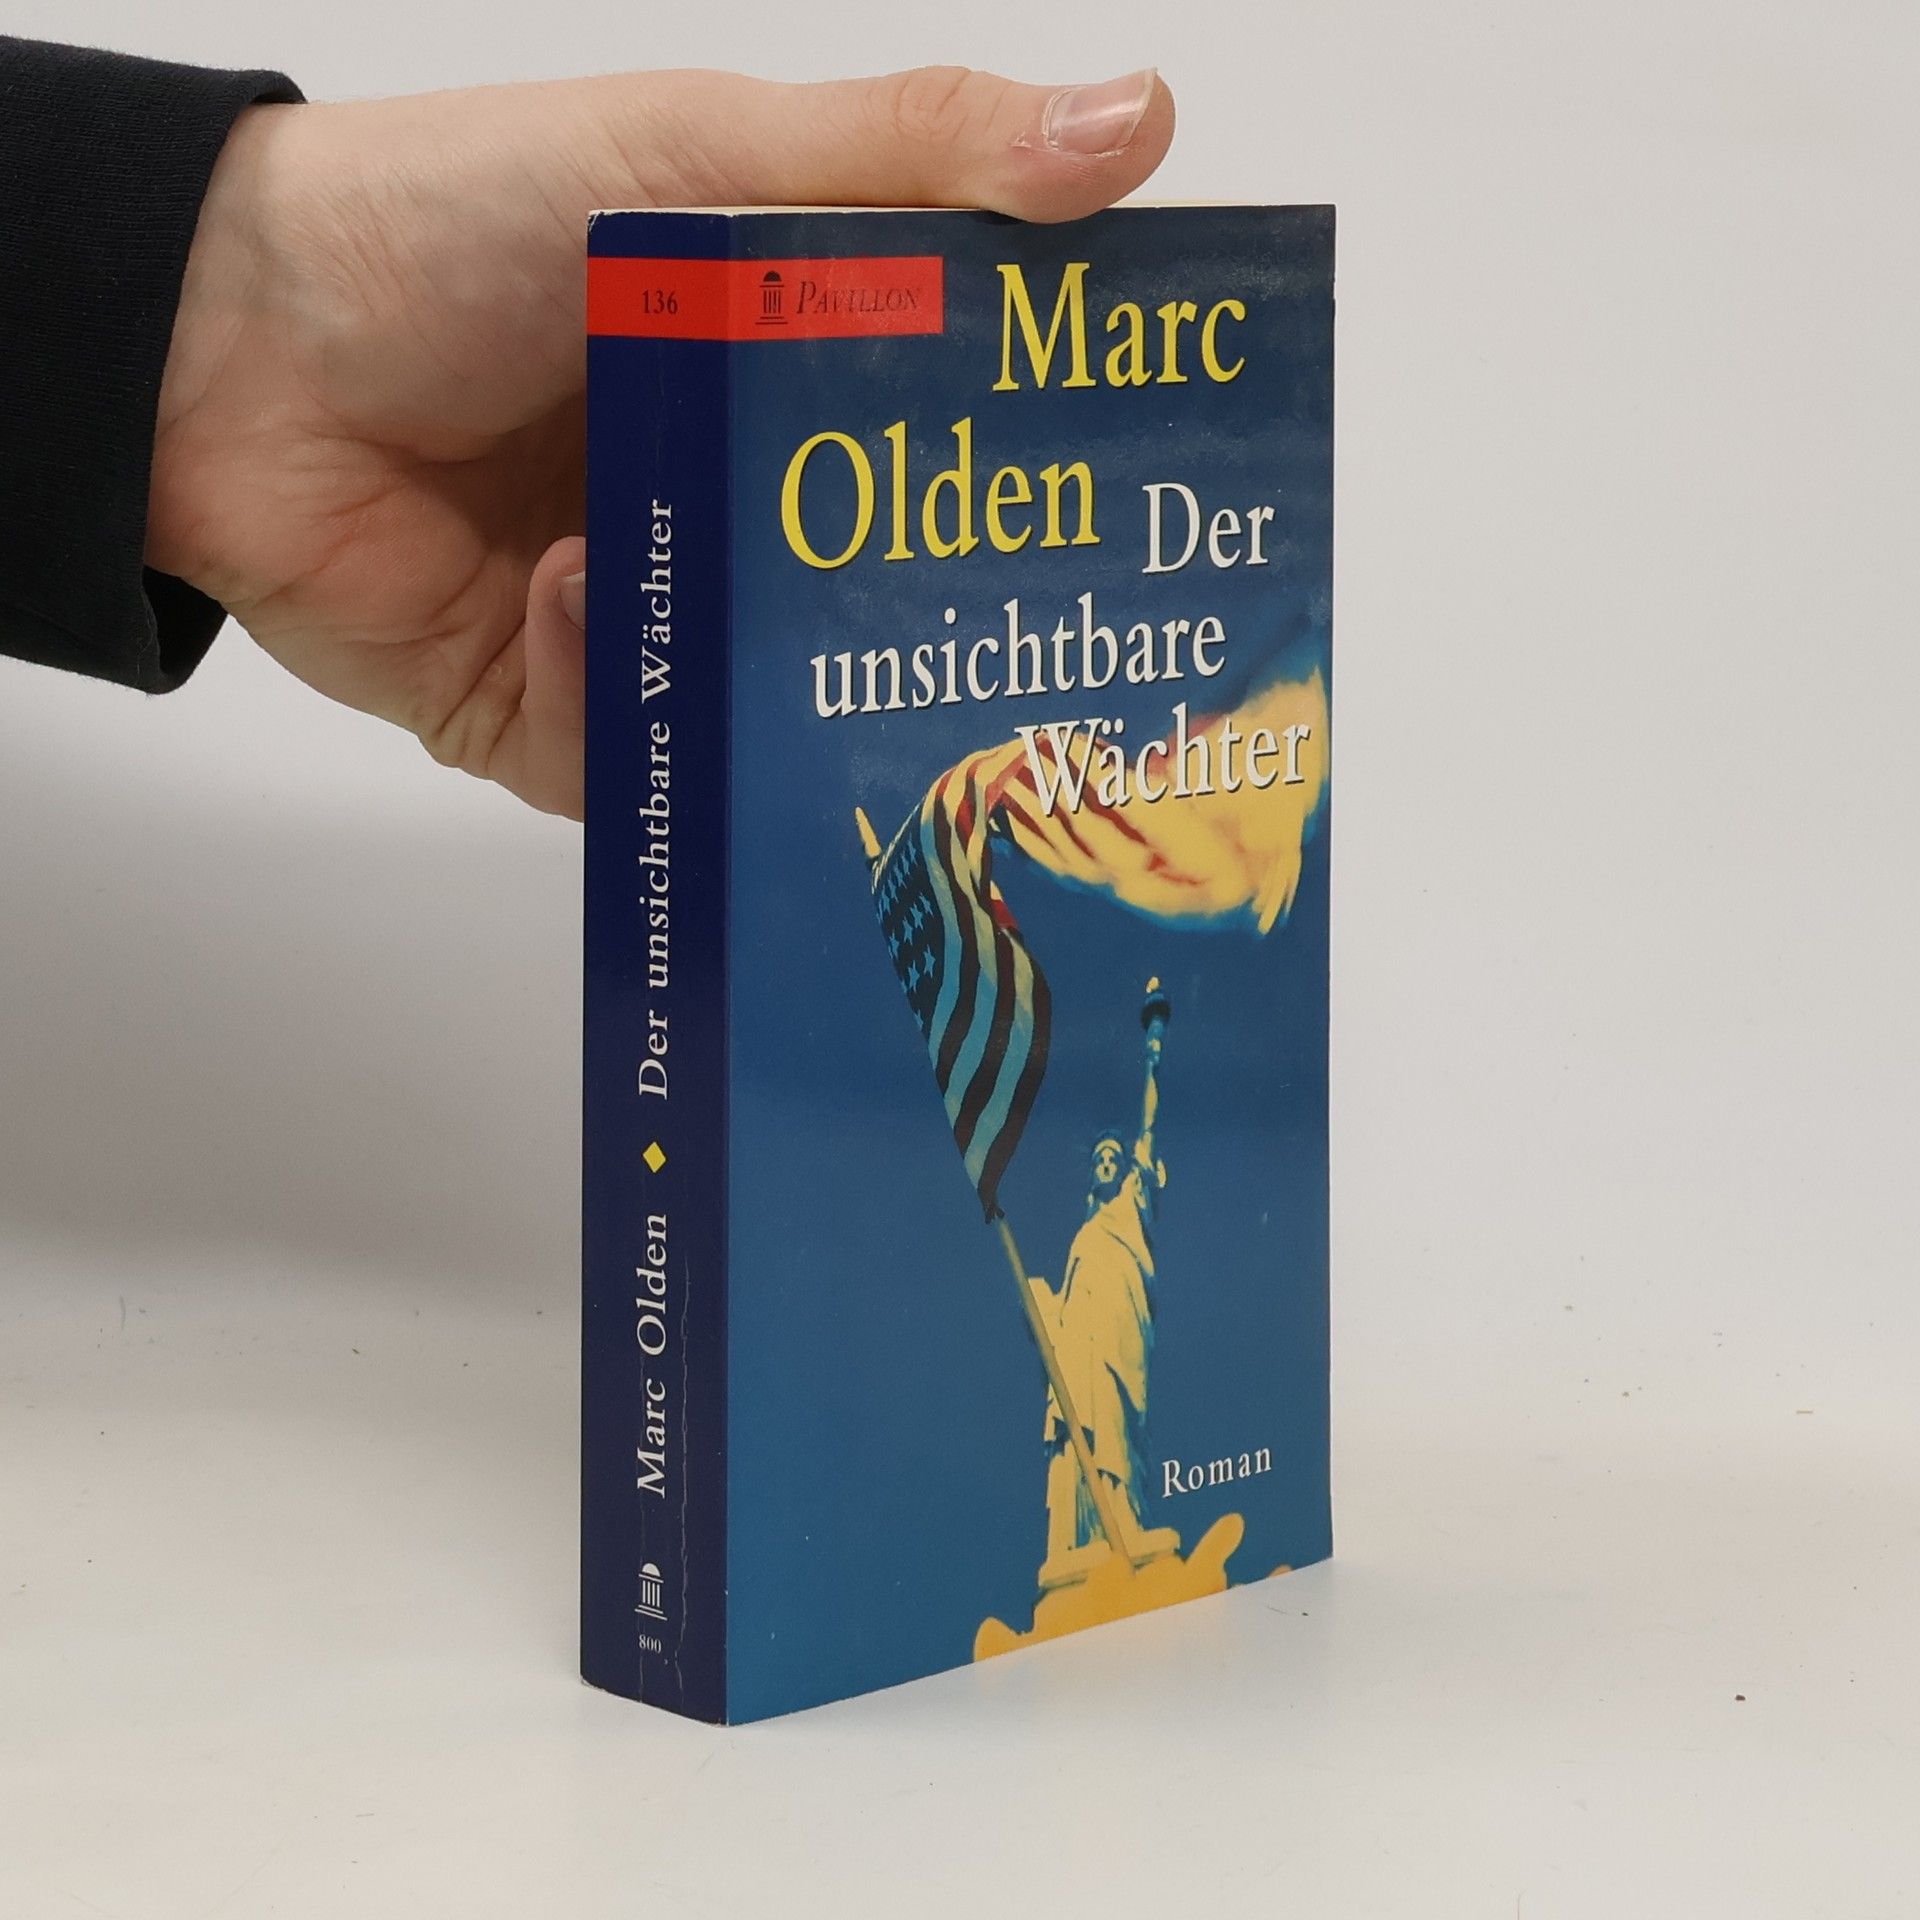 136
PAVILLON
Marc
Olden
Der
unsichtbare
Wächter
Roman
Marc Olden ◆ Der unsichtbare Wächter
800